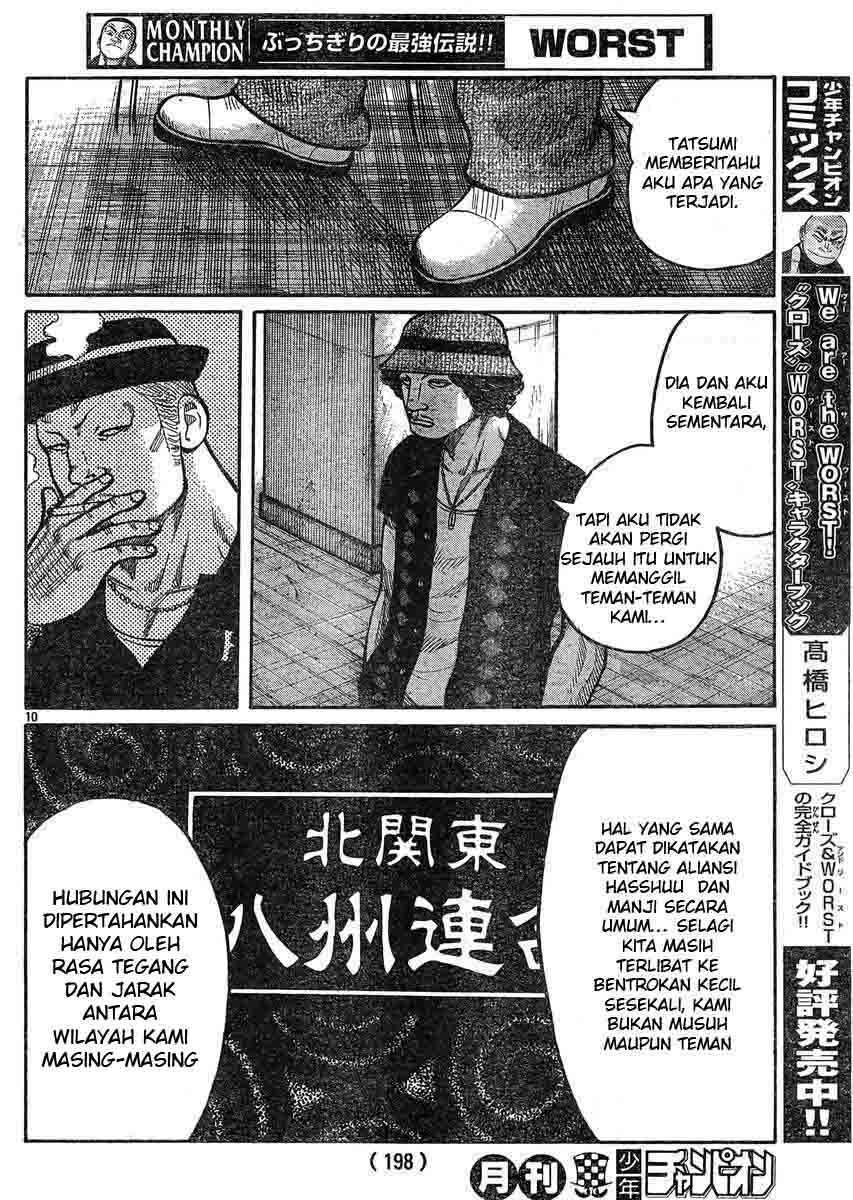 MONTHLY
CHAMPION
ぶっちぎりの最強伝説!!
WORST
TATSUMI
MEMBERITAHU
AKU APA YANG
TERJADI.
DIA DAN AKU
KEMBALI
SEMENTARA,
TAPI AKU TIDAK
AKAN PERGI
SEJAUH ITU UNTUK
MEMANGGIL
TEMAN-TEMAN
KAMI...
10
HAL YANG SAMA
DAPAT DIKATAKAN
TENTANG ALIANSI
HASSHUU DAN
MANJI SECARA
UMUM... SELAGI
KITA MASIH
TERLIBAT KE
BENTROKAN KECIL
SESEKALI, KAMI
BUKAN MUSUH
MAUPUN TEMAN
北関東
八州連合
HUBUNGAN INI
DIPERTAHANKAN
HANYA OLEH
RASA TEGANG
DAN JARAK
ANTARA
WILAYAH KAMI
MASING-MASING
少年チャンピオン
コミックス
We are the WORST!
“クローズ”“WORST”キャラクターブック
髙橋ヒロシ
クローズ&WORST
の完全ガイドブック!!
好評発売中!!
(198)
月刊
少年
チャンピオン